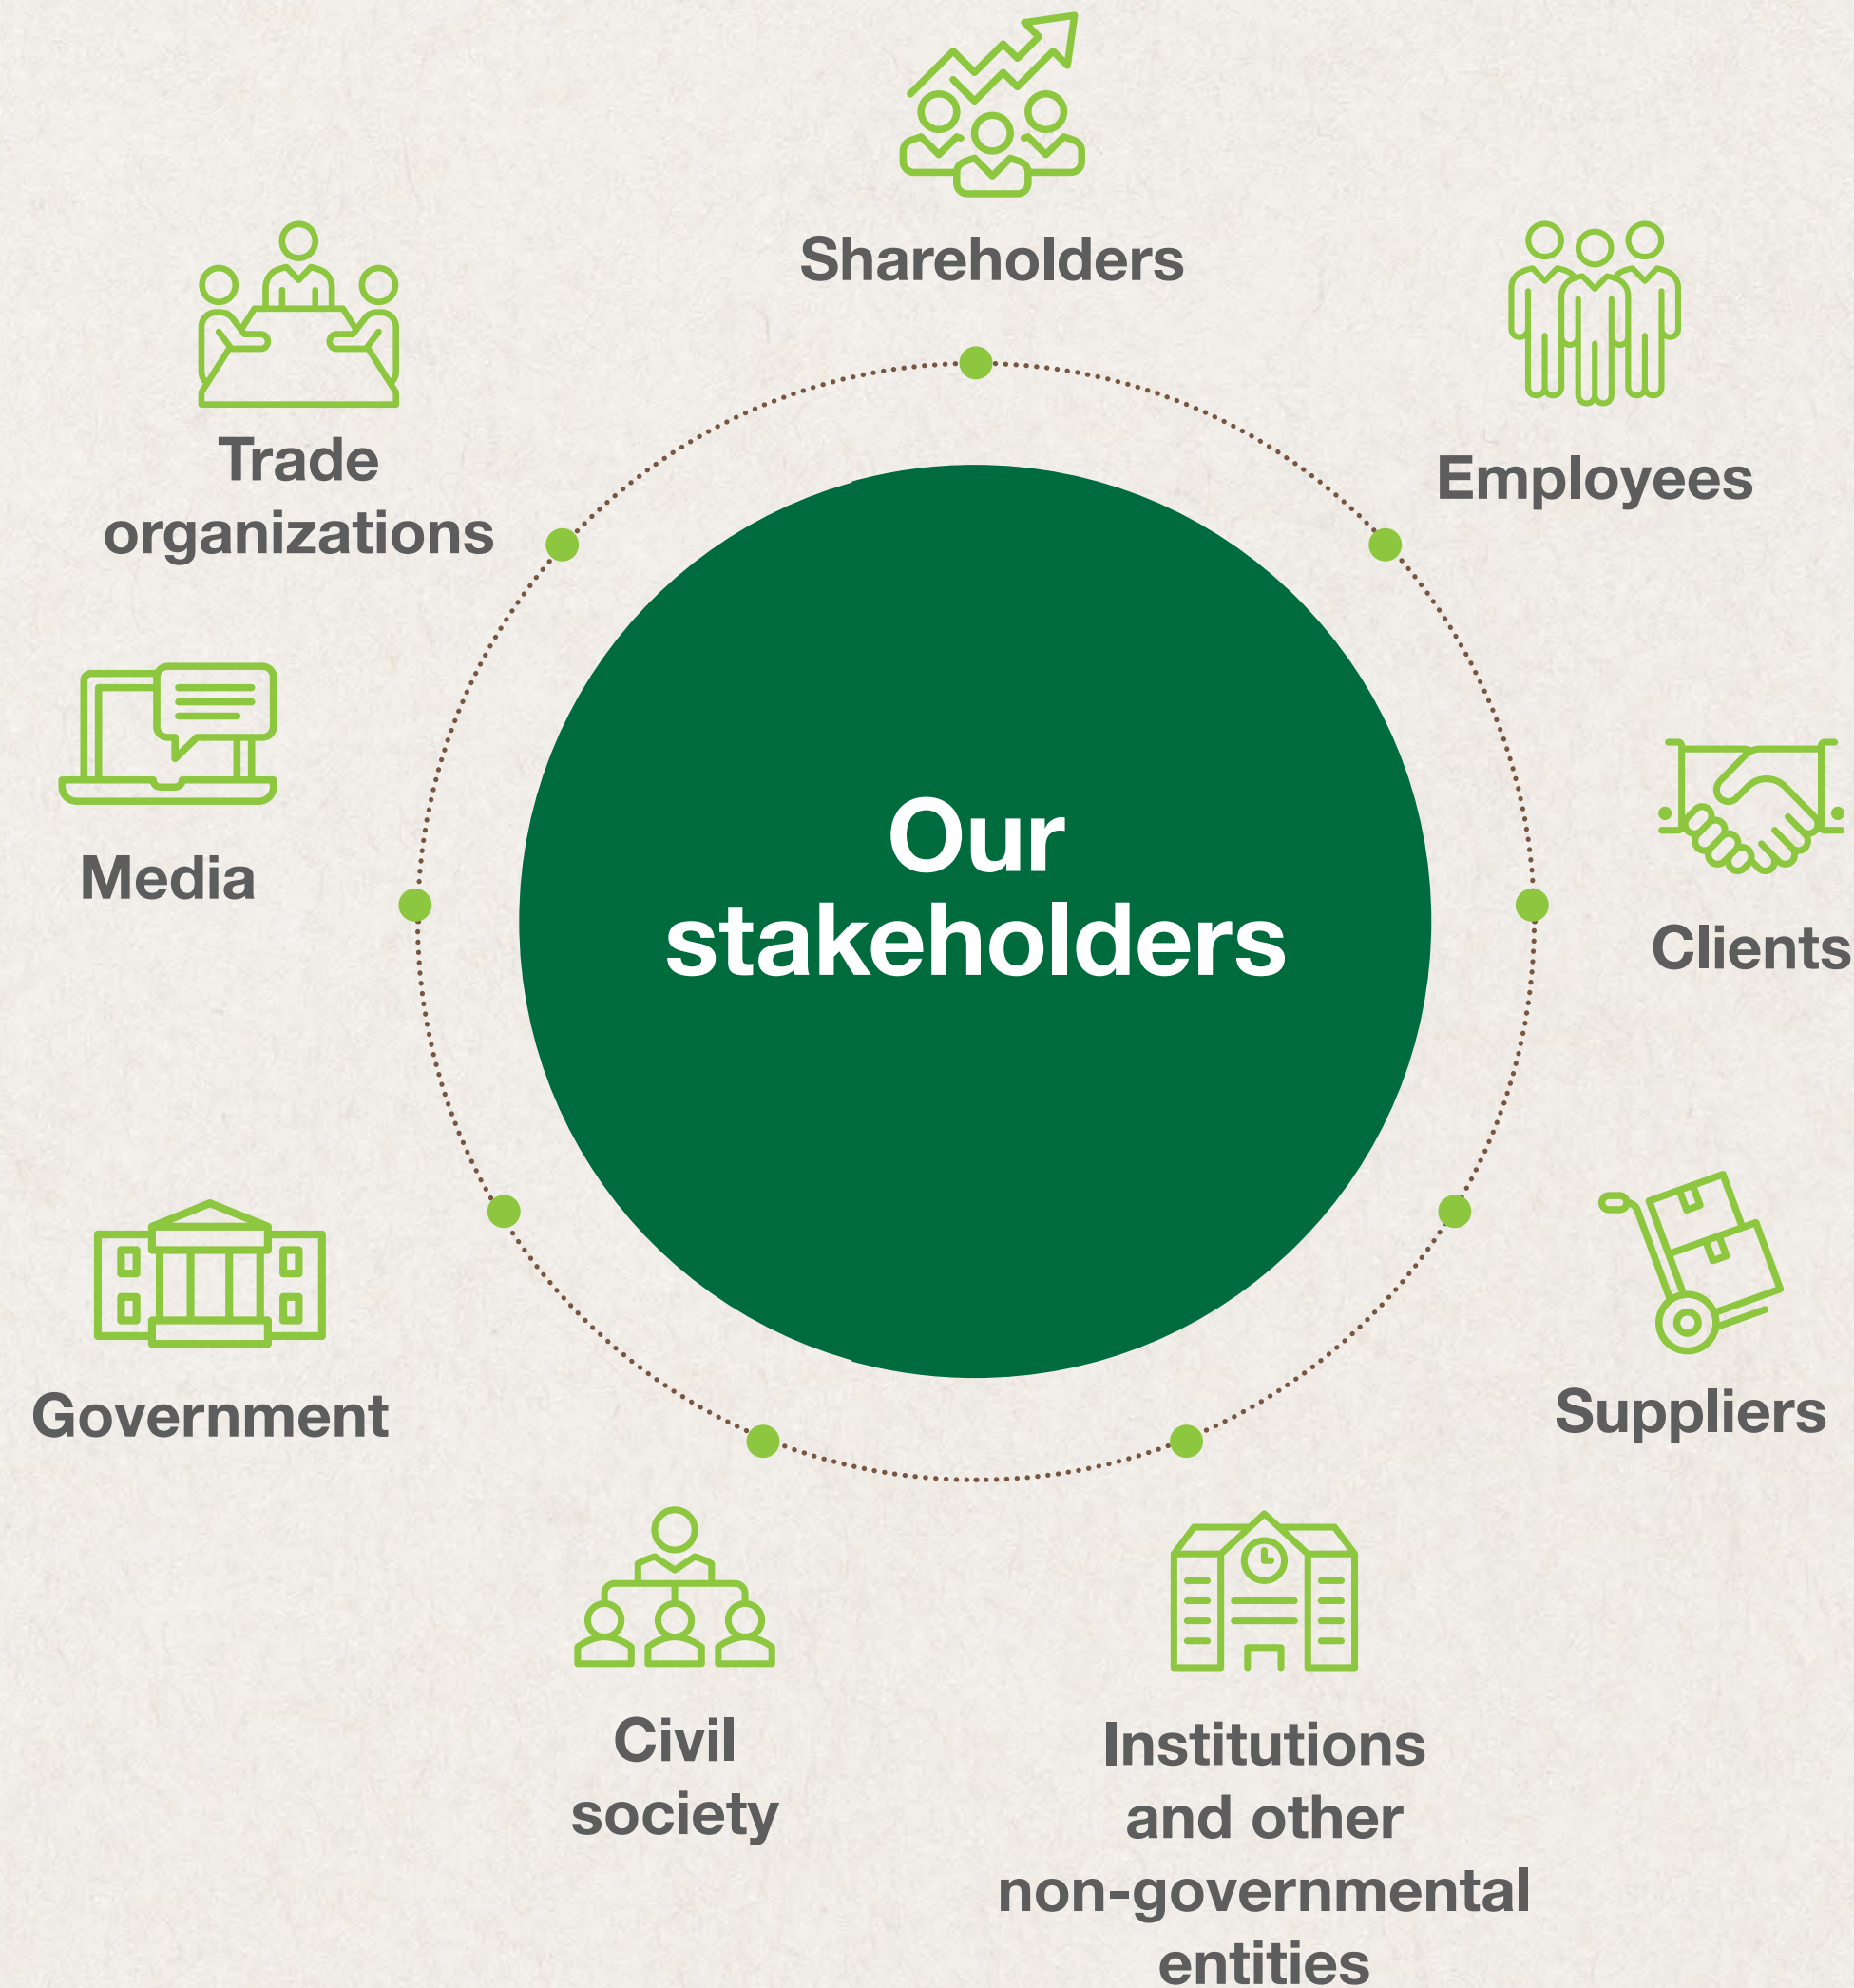 Shareholders
Employees
Clients
Suppliers
Institutions
and other
non-governmental
entities
Civil
society
Government
Media
Trade
organizations
Our
stakeholders